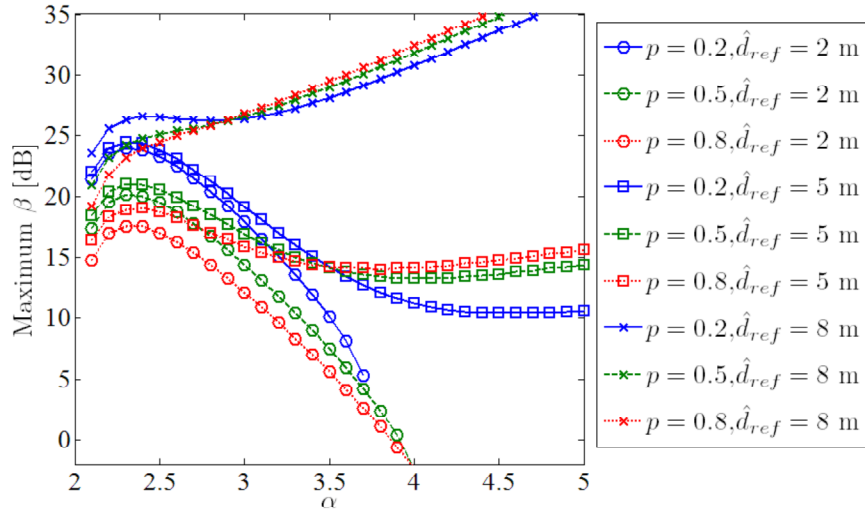 Maximum β [dB]
35
30
25
20
15
10
5
0
2
2.5
3
3.5
4
4.5
5
α
p = 0.2,d̂_ref = 2 m
p = 0.5,d̂_ref = 2 m
p = 0.8,d̂_ref = 2 m
p = 0.2,d̂_ref = 5 m
p = 0.5,d̂_ref = 5 m
p = 0.8,d̂_ref = 5 m
p = 0.2,d̂_ref = 8 m
p = 0.5,d̂_ref = 8 m
p = 0.8,d̂_ref = 8 m